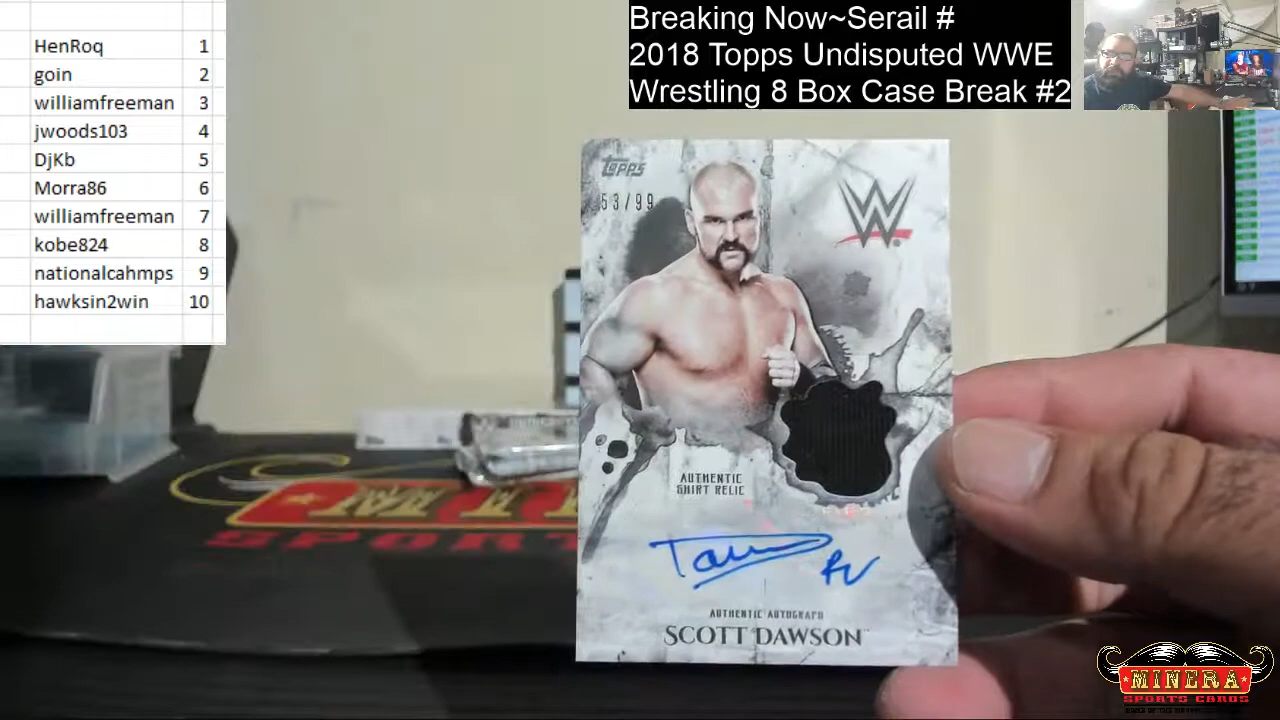 HenRoq 1
goin 2
williamfreeman 3
jwoods103 4
DjKb 5
Morra86 6
williamfreeman 7
kobe824 8
nationalcahmps 9
hawksin2win 10
Breaking Now~Serail #
2018 Topps Undisputed WWE
Wrestling 8 Box Case Break #2
TOPPS
53/99
W
AUTHENTIC
SHIRT RELIC
AUTHENTIC AUTOGRAPH
SCOTT DAWSON™
MINERA
SPORTS CARDS